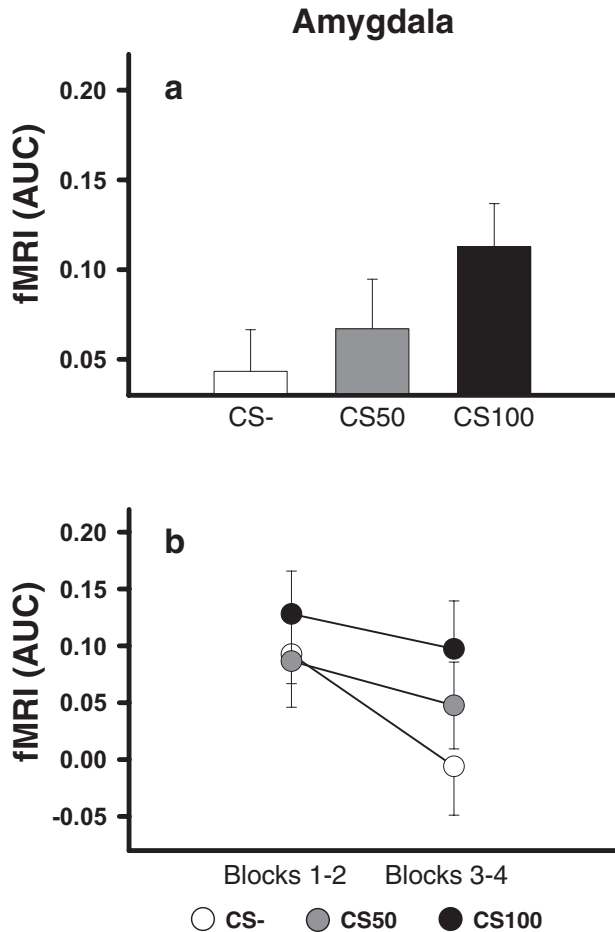 Amygdala
a
fMRI (AUC)
0.20
0.15
0.10
0.05
CS- CS50 CS100
b
fMRI (AUC)
0.20
0.15
0.10
0.05
0.00
-0.05
Blocks 1-2 Blocks 3-4
CS- CS50 CS100